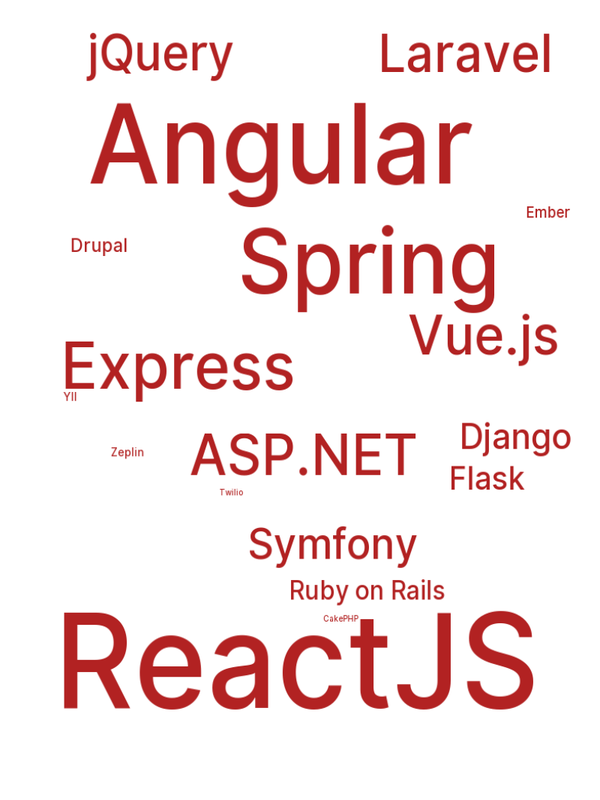 jQuery
Laravel
Angular
Ember
Drupal
Spring
Vue.js
Express
YII
Django
ASP.NET
Zeplin
Flask
Twilio
Symfony
Ruby on Rails
CakePHP
ReactJS